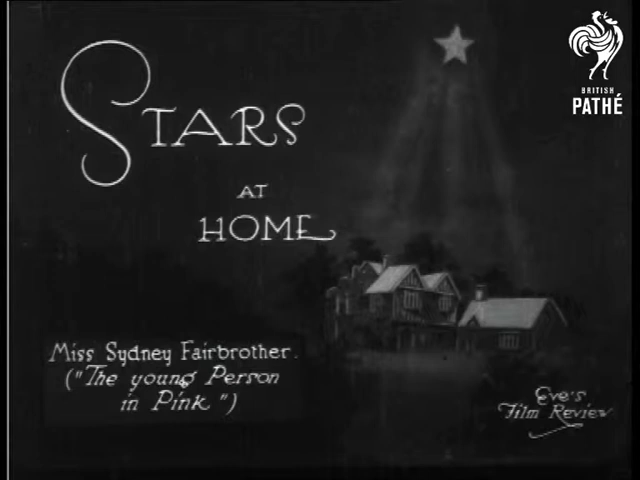 STARS
AT
HOME
Miss Sydney Fairbrother.
("The young Person
in Pink")
Eve's
Film Review
BRITISH
PATHÉ